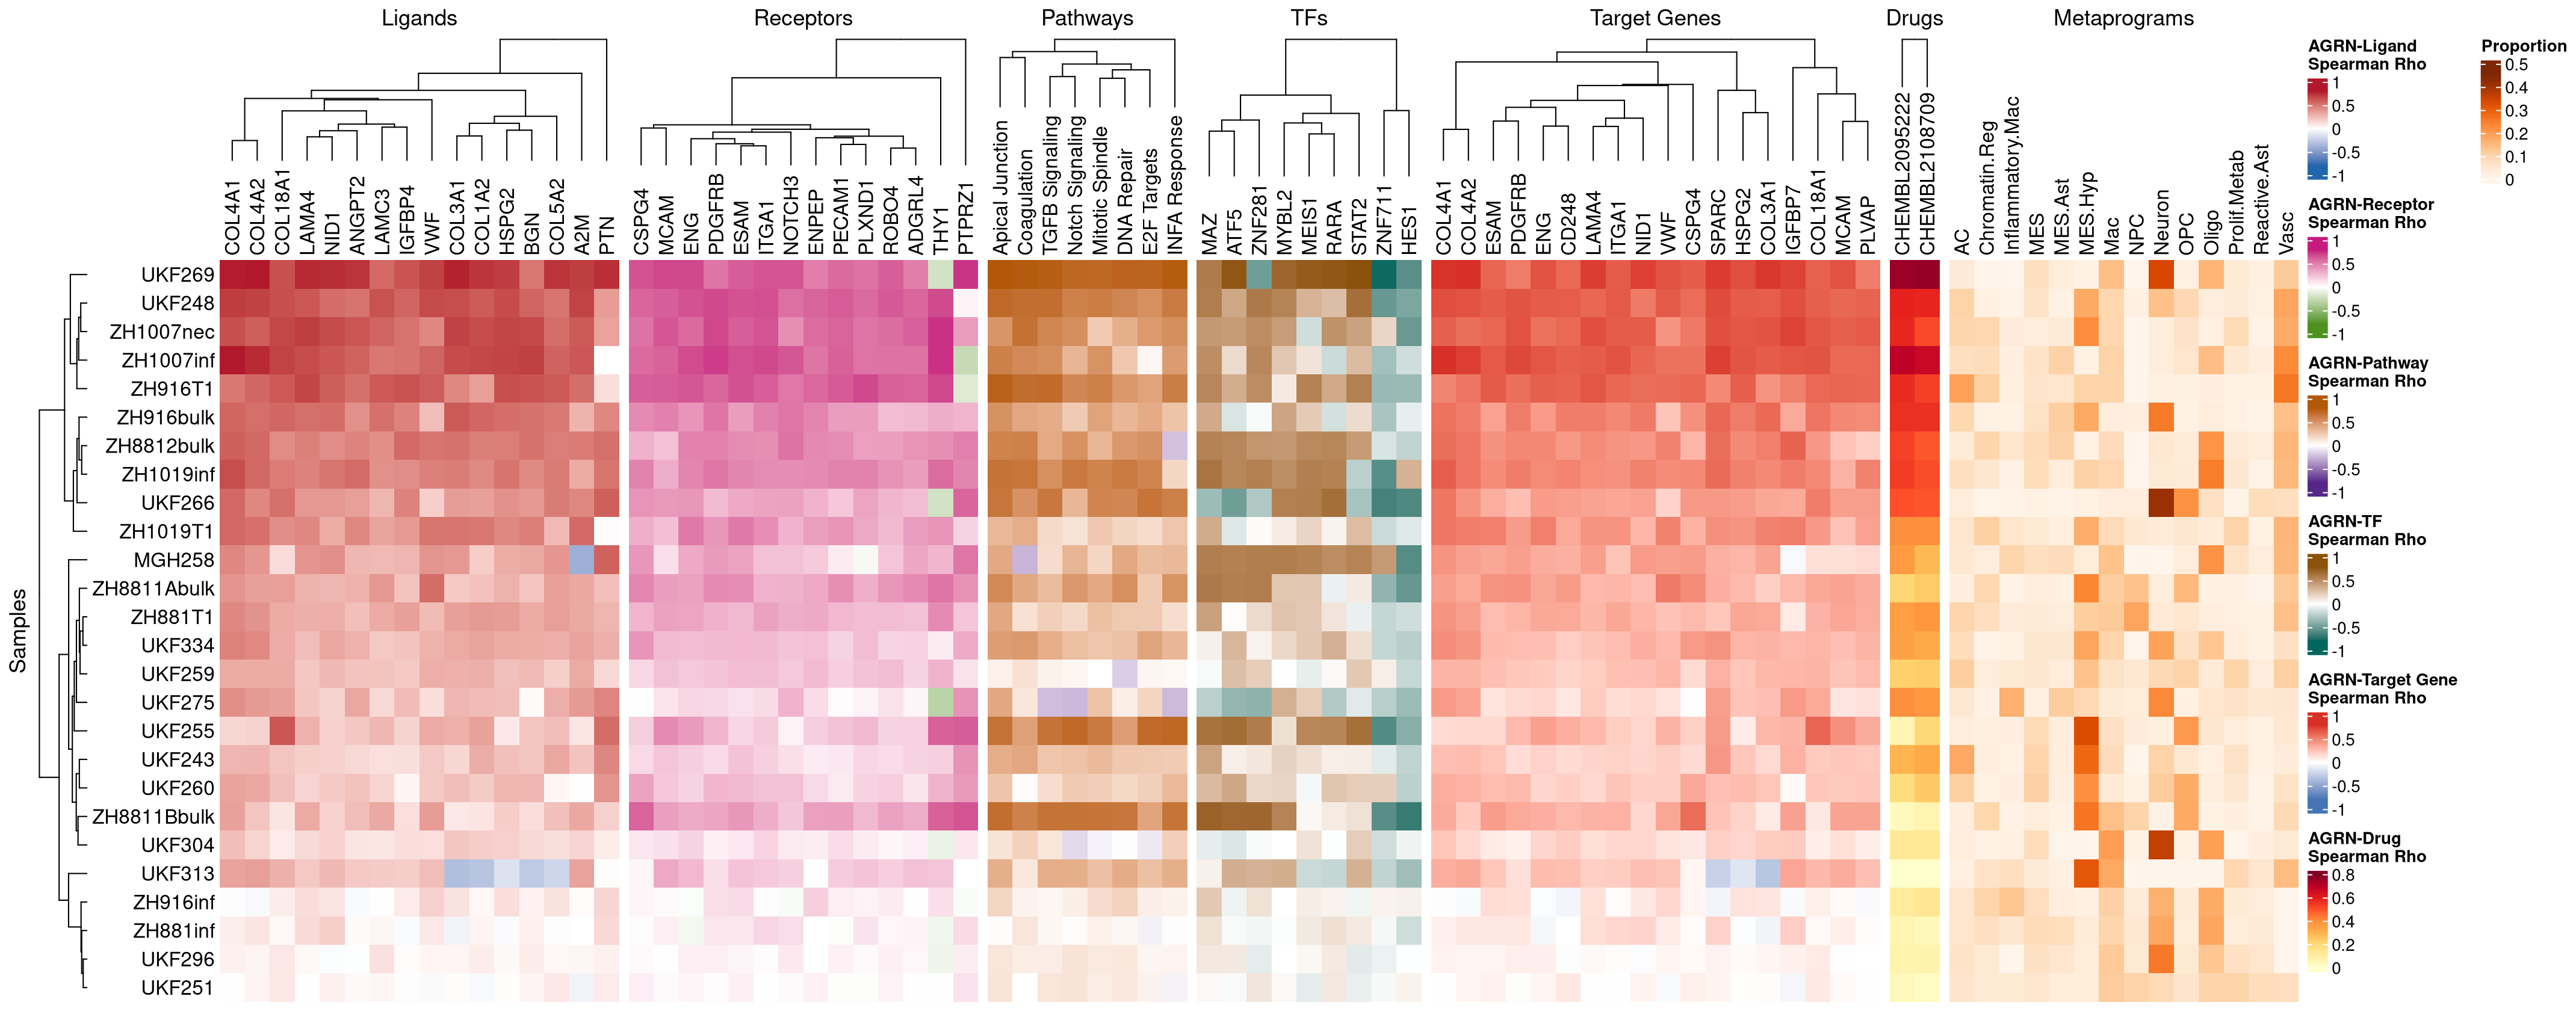 Ligands
Receptors
Pathways
TFs
Target Genes
Drugs
Metaprograms
COL4A1
COL4A2
COL18A1
LAMA4
NID1
ANGPT2
LAMC3
IGFBP4
VWF
COL3A1
COL1A2
HSPG2
BGN
COL5A2
A2M
PTN
CSPG4
MCAM
ENG
PDGFRB
ESAM
ITGA1
NOTCH3
ENPEP
PECAM1
PLXND1
ROBO4
ADGRL4
THY1
PTPRZ1
Apical Junction
Coagulation
TGFB Signaling
Notch Signaling
Mitotic Spindle
DNA Repair
E2F Targets
INFA Response
MAZ
ATF5
ZNF281
MYBL2
MEIS1
RARA
STAT2
ZNF711
HES1
COL4A1
COL4A2
ESAM
PDGFRB
ENG
CD248
LAMA4
ITGA1
NID1
VWF
CSPG4
SPARC
HSPG2
COL3A1
IGFBP7
COL18A1
MCAM
PLVAP
CHEMBL2095222
CHEMBL2108709
AC
Chromatin.Reg
Inflammatory.Mac
MES
MES.Ast
MES.Hyp
Mac
NPC
Neuron
OPC
Oligo
Prolif.Metab
Reactive.Ast
Vasc
Samples
UKF269
UKF248
ZH1007nec
ZH1007inf
ZH916T1
ZH916bulk
ZH8812bulk
ZH1019inf
UKF266
ZH1019T1
MGH258
ZH8811Abulk
ZH881T1
UKF334
UKF259
UKF275
UKF255
UKF243
UKF260
ZH8811Bbulk
UKF304
UKF313
ZH916inf
ZH881inf
UKF296
UKF251
AGRN-Ligand
Spearman Rho
1
0.5
0
-0.5
-1
AGRN-Receptor
Spearman Rho
1
0.5
0
-0.5
-1
AGRN-Pathway
Spearman Rho
1
0.5
0
-0.5
-1
AGRN-TF
Spearman Rho
1
0.5
0
-0.5
-1
AGRN-Target Gene
Spearman Rho
1
0.5
0
-0.5
-1
AGRN-Drug
Spearman Rho
0.8
0.6
0.4
0.2
0
Proportion
0.5
0.4
0.3
0.2
0.1
0